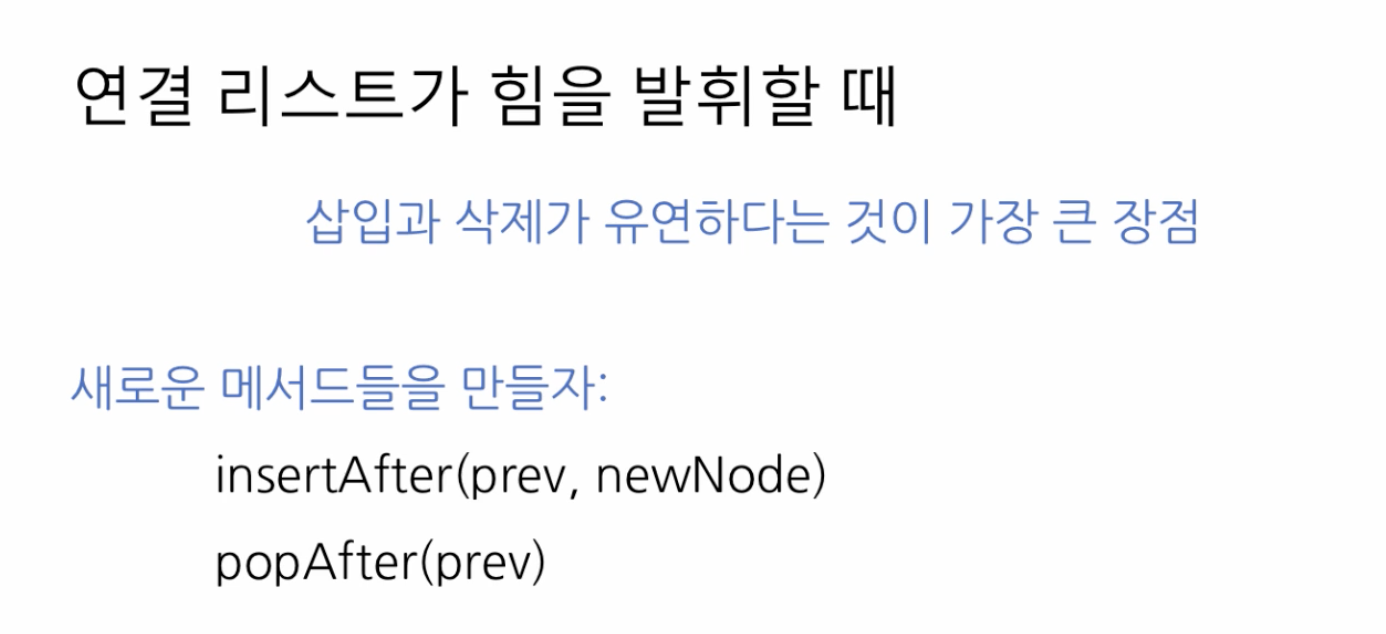 연결 리스트가 힘을 발휘할 때
삽입과 삭제가 유연하다는 것이 가장 큰 장점
새로운 메서드들을 만들자:
insertAfter(prev, newNode)
popAfter(prev)